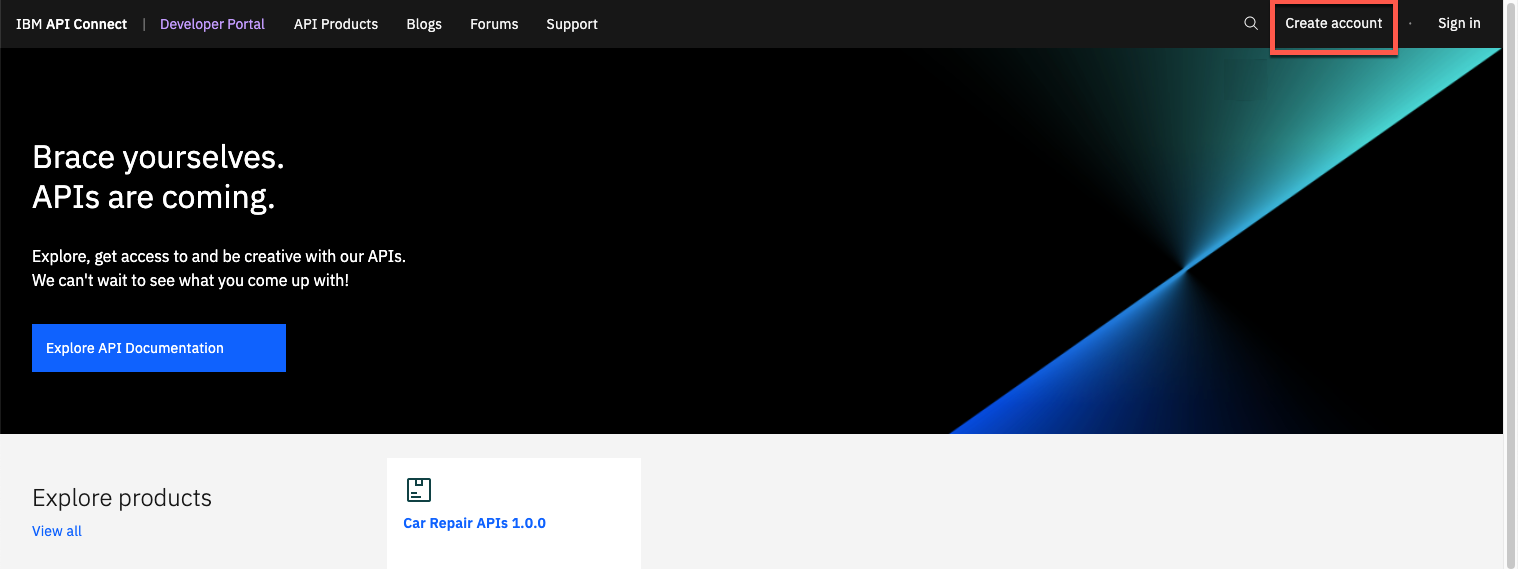 IBM API Connect | Developer Portal API Products Blogs Forums Support Create account · Sign in
Brace yourselves.
APIs are coming.
Explore, get access to and be creative with our APIs.
We can't wait to see what you come up with!
Explore API Documentation
Explore products
View all
Car Repair APIs 1.0.0